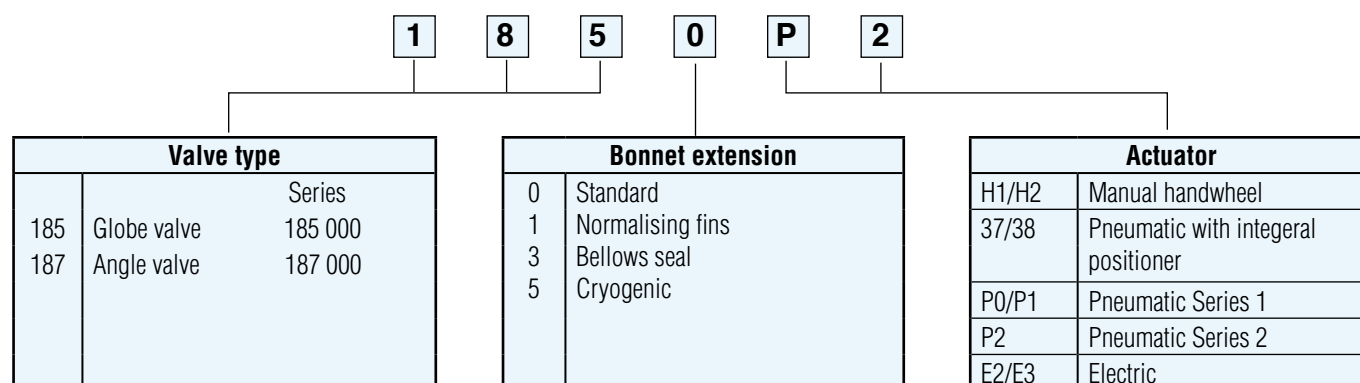 1 8 5 0 P 2
Valve type
Series
185 Globe valve 185 000
187 Angle valve 187 000
Bonnet extension
0 Standard
1 Normalising fins
3 Bellows seal
5 Cryogenic
Actuator
H1/H2 Manual handwheel
37/38 Pneumatic with integeral
positioner
P0/P1 Pneumatic Series 1
P2 Pneumatic Series 2
E2/E3 Electric